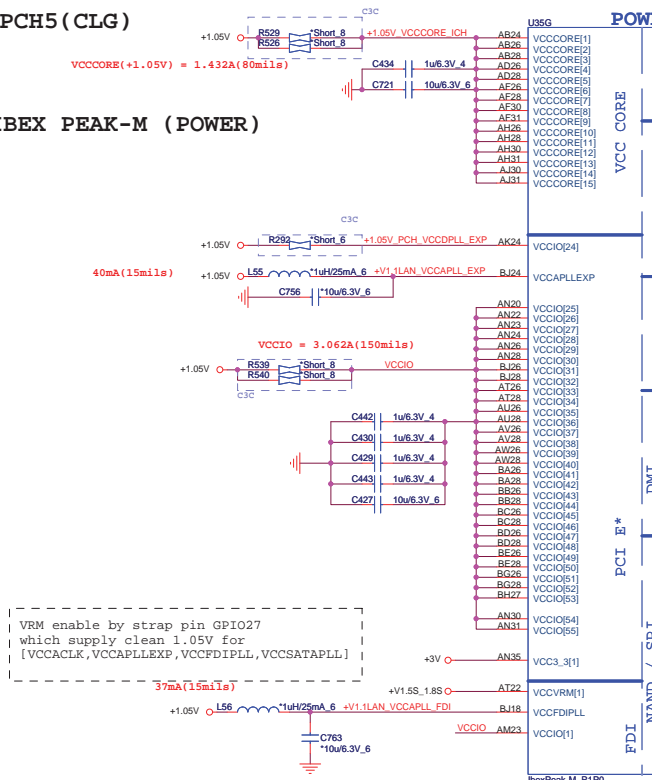 PCH5(CLG)
IBEX PEAK-M (POWER)
C3C
U35G
POW
+1.05V
R529
*Short_8
R526
*Short_8
+1.05V_VCCCORE_ICH
VCCCORE(+1.05V) = 1.432A(80mils)
C434
1u/6.3V_4
C721
10u/6.3V_6
AB24 VCCCORE[1]
AB26 VCCCORE[2]
AB28 VCCCORE[3]
AD26 VCCCORE[4]
AD28 VCCCORE[5]
AF26 VCCCORE[6]
AF28 VCCCORE[7]
AF30 VCCCORE[8]
AF31 VCCCORE[9]
AH26 VCCCORE[10]
AH28 VCCCORE[11]
AH30 VCCCORE[12]
AH31 VCCCORE[13]
AJ30 VCCCORE[14]
AJ31 VCCCORE[15]
VCC CORE
C3C
+1.05V
R292
*Short_6
+1.05V_PCH_VCCDPLL_EXP
AK24 VCCIO[24]
40mA(15mils)
+1.05V
L55
*1uH/25mA_6
+V1.1LAN_VCCAPLL_EXP
BJ24 VCCAPLLEXP
C756
*10u/6.3V_6
VCCIO = 3.062A(150mils)
+1.05V
R539
*Short_8
R540
*Short_8
VCCIO
C3C
C442
1u/6.3V_4
C430
1u/6.3V_4
C429
1u/6.3V_4
C443
1u/6.3V_4
C427
10u/6.3V_6
AN20 VCCIO[25]
AN22 VCCIO[26]
AN23 VCCIO[27]
AN24 VCCIO[28]
AN26 VCCIO[29]
AN28 VCCIO[30]
BJ26 VCCIO[31]
BJ28 VCCIO[32]
AT26 VCCIO[33]
AT28 VCCIO[34]
AU26 VCCIO[35]
AU28 VCCIO[36]
AV26 VCCIO[37]
AV28 VCCIO[38]
AW26 VCCIO[39]
AW28 VCCIO[40]
BA26 VCCIO[41]
BA28 VCCIO[42]
BB26 VCCIO[43]
BB28 VCCIO[44]
BC26 VCCIO[45]
BC28 VCCIO[46]
BD26 VCCIO[47]
BD28 VCCIO[48]
BE26 VCCIO[49]
BE28 VCCIO[50]
BG26 VCCIO[51]
BG28 VCCIO[52]
BH27 VCCIO[53]
AN30 VCCIO[54]
AN31 VCCIO[55]
DMI
PCI E*
VRM enable by strap pin GPIO27
which supply clean 1.05V for
[VCCACLK,VCCAPLLEXP,VCCFDIPLL,VCCSATAPLL]
+3V
AN35 VCC3_3[1]
+V1.5S_1.8S
AT22 VCCVRM[1]
37mA(15mils)
+1.05V
L56
*1uH/25mA_6
+V1.1LAN_VCCAPLL_FDI
BJ18 VCCFDIPLL
VCCIO
AM23 VCCIO[1]
C763
*10u/6.3V_6
NAND / SPI
FDI
IbexPeak-M_R1P0